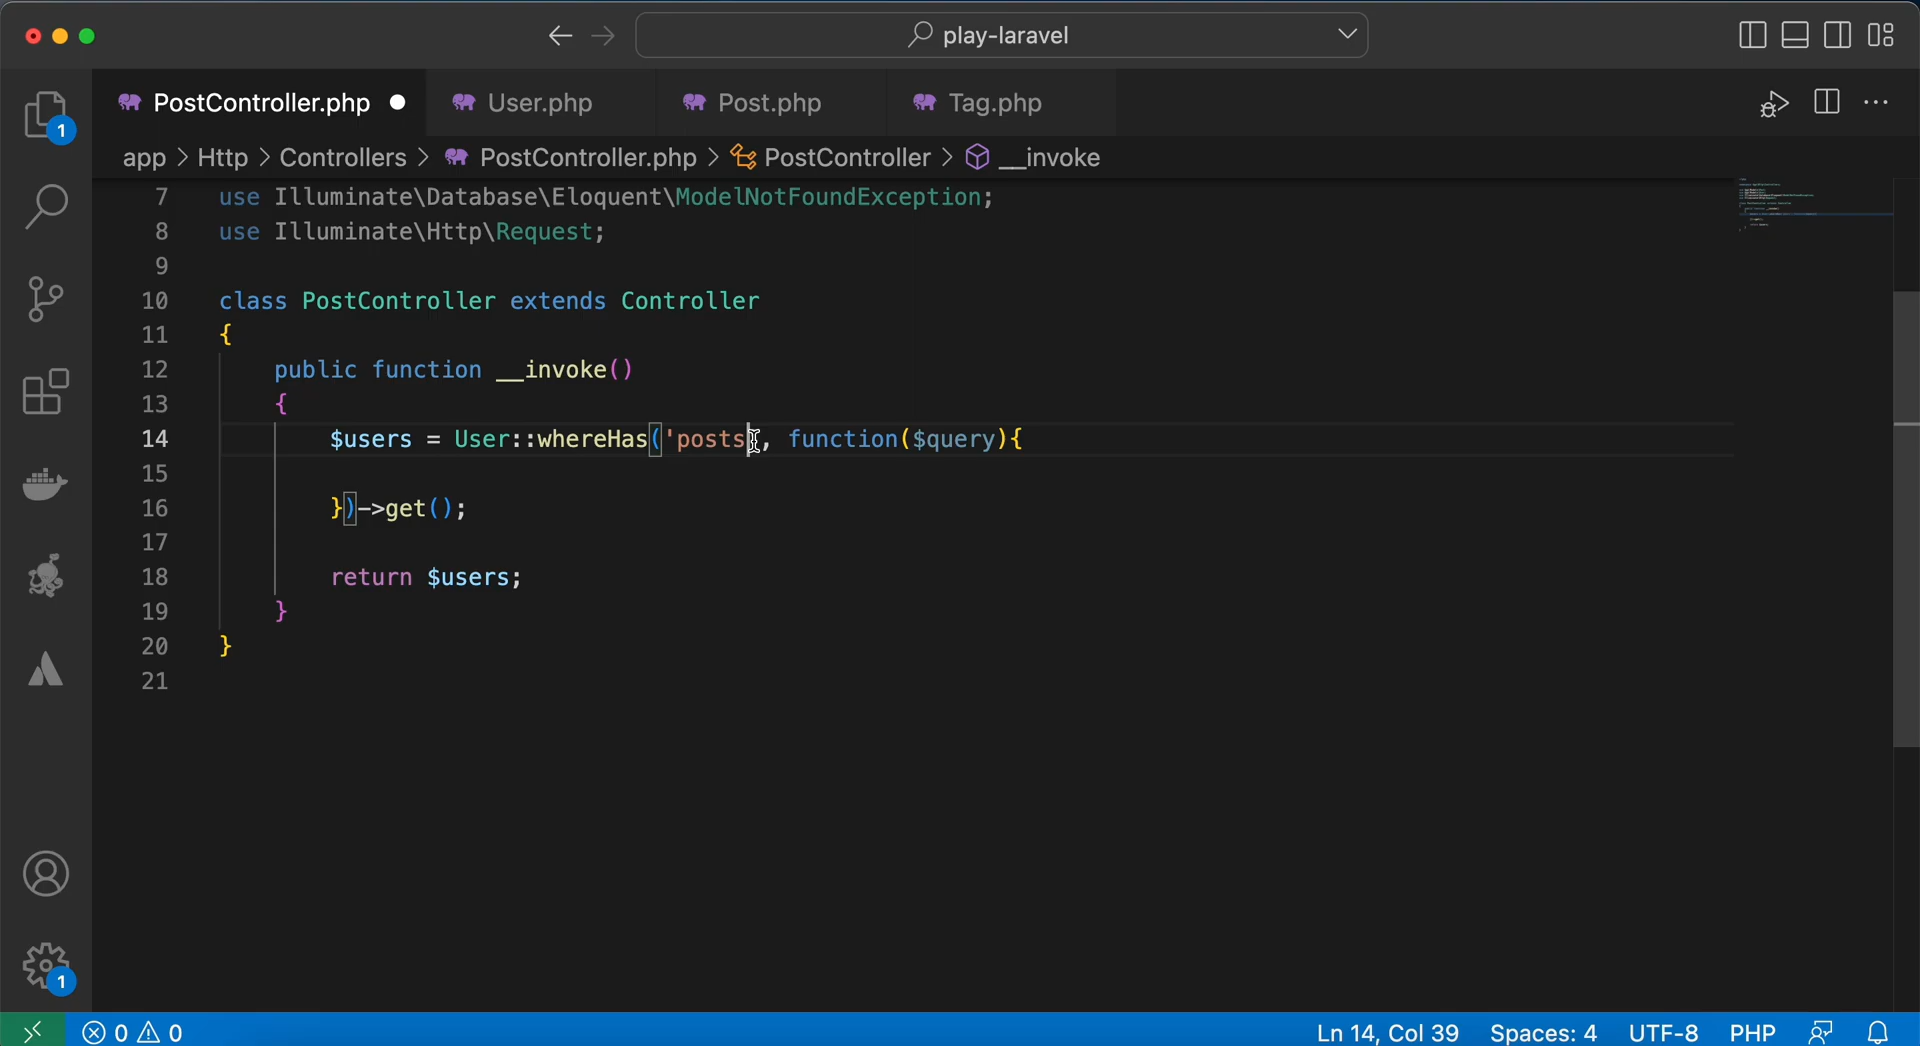 play-laravel
PostController.php
User.php
Post.php
Tag.php
1
app > Http > Controllers > PostController.php > PostController > __invoke
7 use Illuminate\Database\Eloquent\ModelNotFoundException;
8 use Illuminate\Http\Request;
9
10 class PostController extends Controller
11 {
12 public function __invoke()
13 {
14 $users = User::whereHas('posts', function($query){
15
16 })->get();
17
18 return $users;
19 }
20 }
21
1
0 0 Ln 14, Col 39 Spaces: 4 UTF-8 PHP